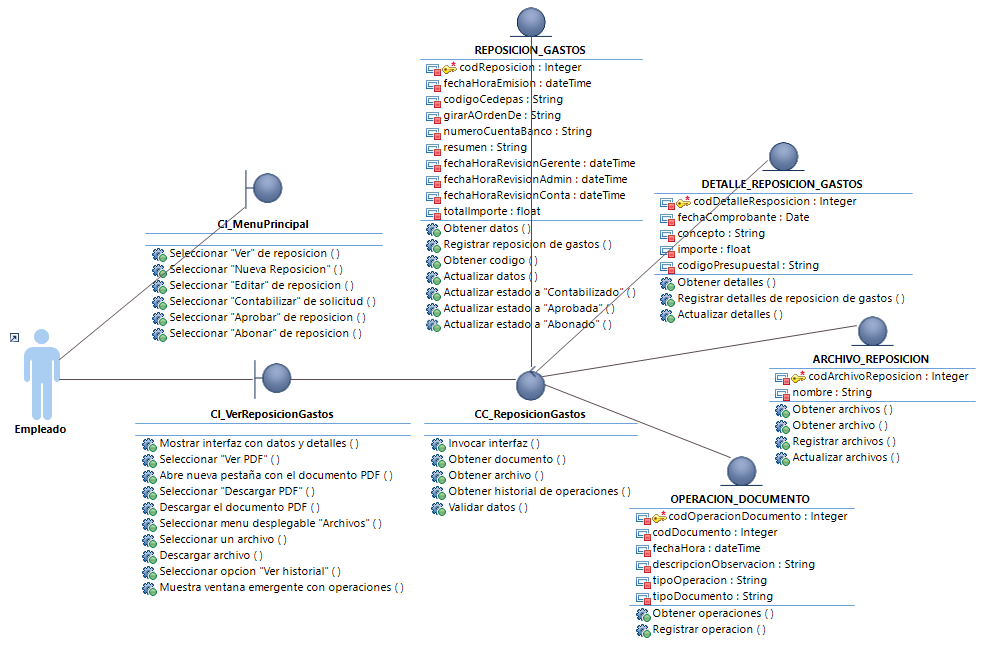 REPOSICION_GASTOS
codReposicion : Integer
fechaHoraEmision : dateTime
codigoCedepas : String
girarAOrdenDe : String
numeroCuentaBanco : String
resumen : String
fechaHoraRevisionGerente : dateTime
fechaHoraRevisionAdmin : dateTime
fechaHoraRevisionConta : dateTime
totalImporte : float
Obtener datos ( )
Registrar reposicion de gastos ( )
Obtener codigo ( )
Actualizar datos ( )
Actualizar estado a "Contabilizado" ( )
Actualizar estado a "Aprobada" ( )
Actualizar estado a "Abonado" ( )
DETALLE_REPOSICION_GASTOS
codDetalleResposicion : Integer
fechaComprobante : Date
concepto : String
importe : float
codigoPresupuestal : String
Obtener detalles ( )
Registrar detalles de reposicion de gastos ( )
Actualizar detalles ( )
CI_MenuPrincipal
Seleccionar "Ver" de reposicion ( )
Seleccionar "Nueva Reposicion" ( )
Seleccionar "Editar" de reposicion ( )
Seleccionar "Contabilizar" de solicitud ( )
Seleccionar "Aprobar" de reposicion ( )
Seleccionar "Abonar" de reposicion ( )
Empleado
CI_VerReposicionGastos
Mostrar interfaz con datos y detalles ( )
Seleccionar "Ver PDF" ( )
Abre nueva pestaña con el documento PDF ( )
Seleccionar "Descargar PDF" ( )
Descargar el documento PDF ( )
Seleccionar menu desplegable "Archivos" ( )
Seleccionar un archivo ( )
Descargar archivo ( )
Seleccionar opcion "Ver historial" ( )
Muestra ventana emergente con operaciones ( )
CC_ReposicionGastos
Invocar interfaz ( )
Obtener documento ( )
Obtener archivo ( )
Obtener historial de operaciones ( )
Validar datos ( )
ARCHIVO_REPOSICION
codArchivoReposicion : Integer
nombre : String
Obtener archivos ( )
Obtener archivo ( )
Registrar archivos ( )
Actualizar archivos ( )
OPERACION_DOCUMENTO
codOperacionDocumento : Integer
codDocumento : Integer
fechaHora : dateTime
descripcionObservacion : String
tipoOperacion : String
tipoDocumento : String
Obtener operaciones ( )
Registrar operacion ( )